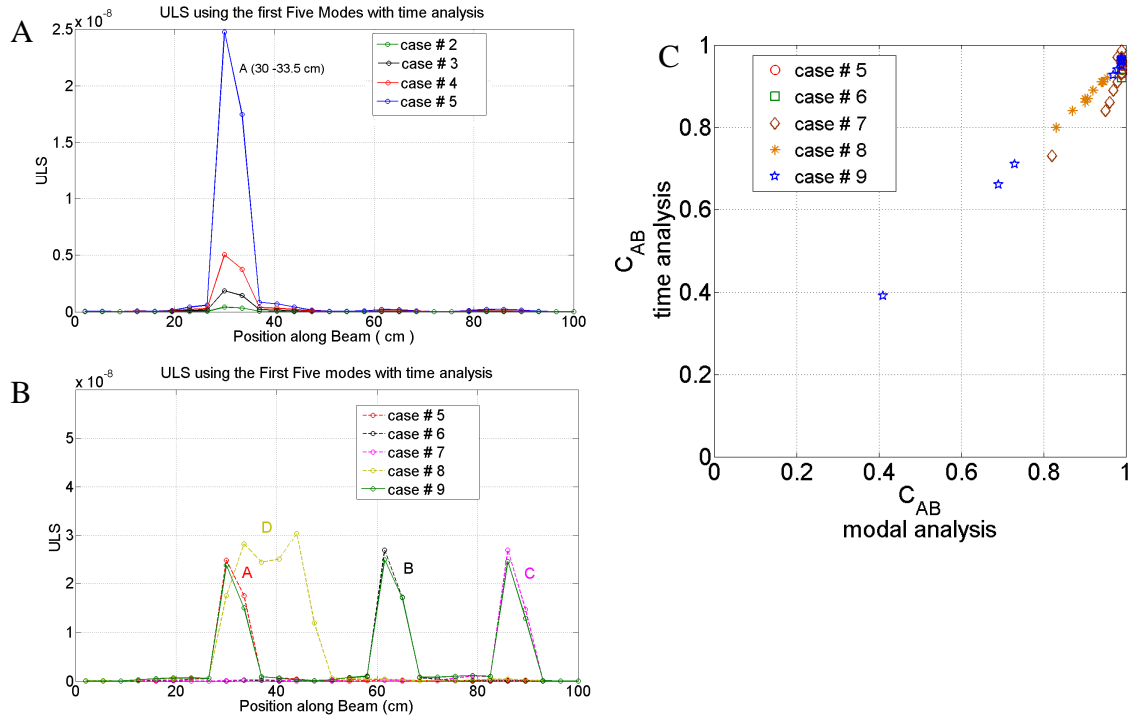 A
ULS using the first Five Modes with time analysis
x 10⁻⁸
2.5
2
1.5
1
0.5
0
ULS
case # 2
case # 3
case # 4
case # 5
A (30 -33.5 cm)
0 20 40 60 80 100
Position along Beam ( cm )
B
ULS using the First Five modes with time analysis
x 10⁻⁸
5
4
3
2
1
0
ULS
case # 5
case # 6
case # 7
case # 8
case # 9
D
A
B
C
0 20 40 60 80 100
Position along Beam (cm)
C
1
0.8
0.6
0.4
0.2
0
C_AB
time analysis
case # 5
case # 6
case # 7
case # 8
case # 9
0 0.2 0.4 0.6 0.8 1
C_AB
modal analysis